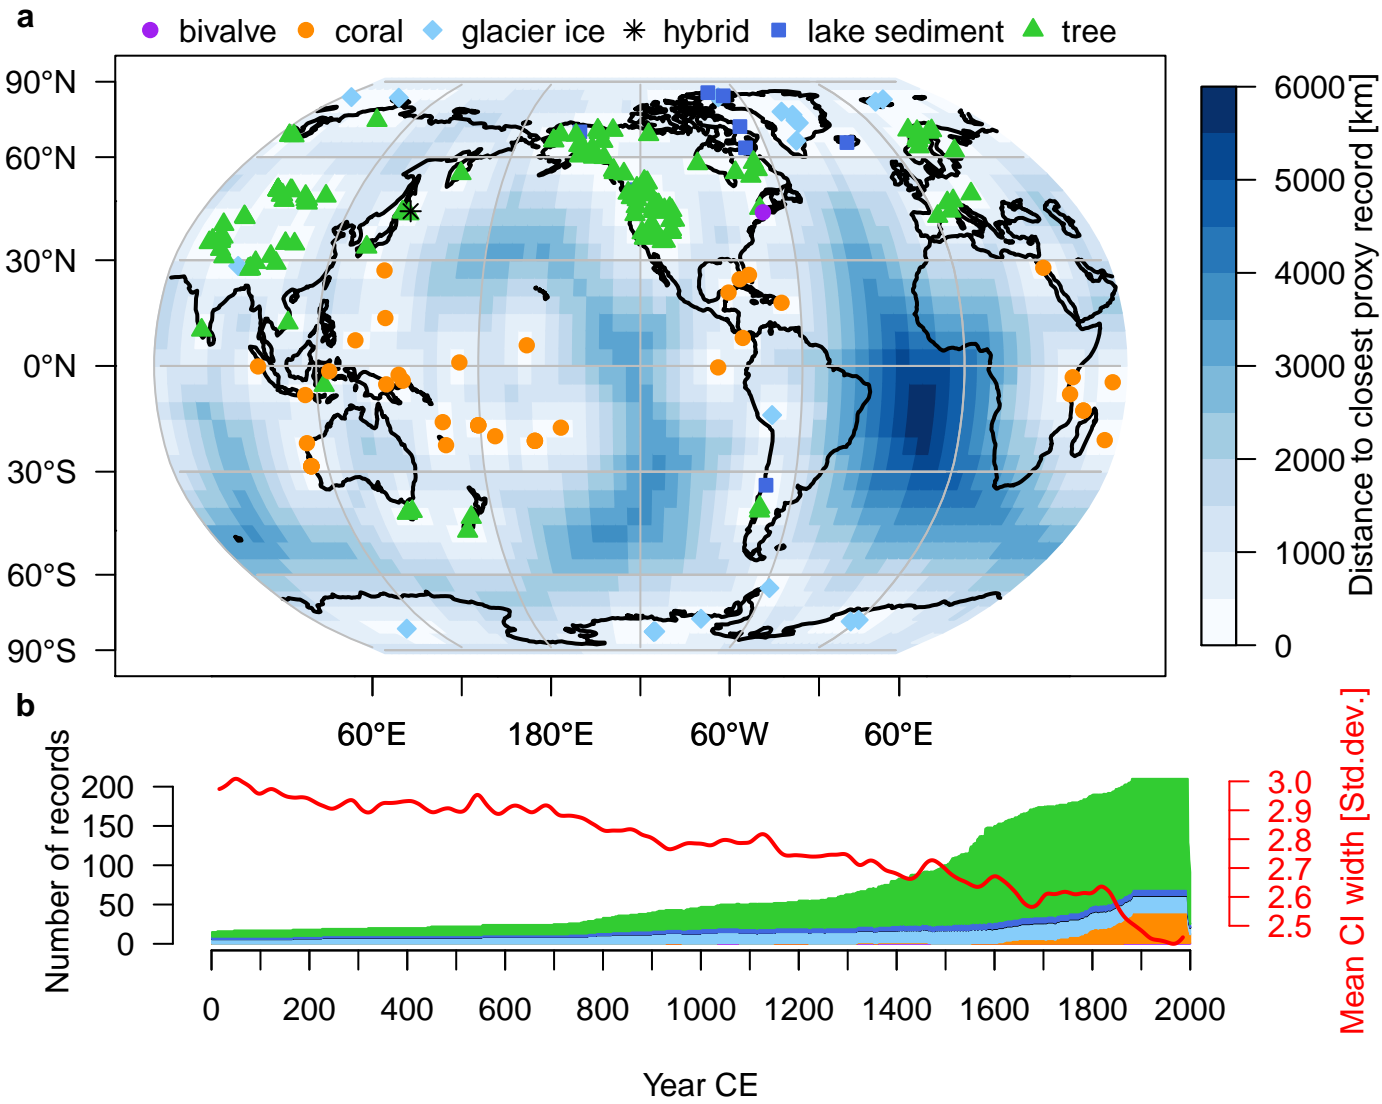 a
bivalve coral glacier ice hybrid lake sediment tree
90°N
60°N
30°N
0°N
30°S
60°S
90°S
60°E 180°E 60°W 60°E
6000
5000
4000
3000
2000
1000
0
Distance to closest proxy record [km]
b
Number of records
200
150
100
50
0
3.0
2.9
2.8
2.7
2.6
2.5
Mean CI width [Std.dev.]
0 200 400 600 800 1000 1200 1400 1600 1800 2000
Year CE